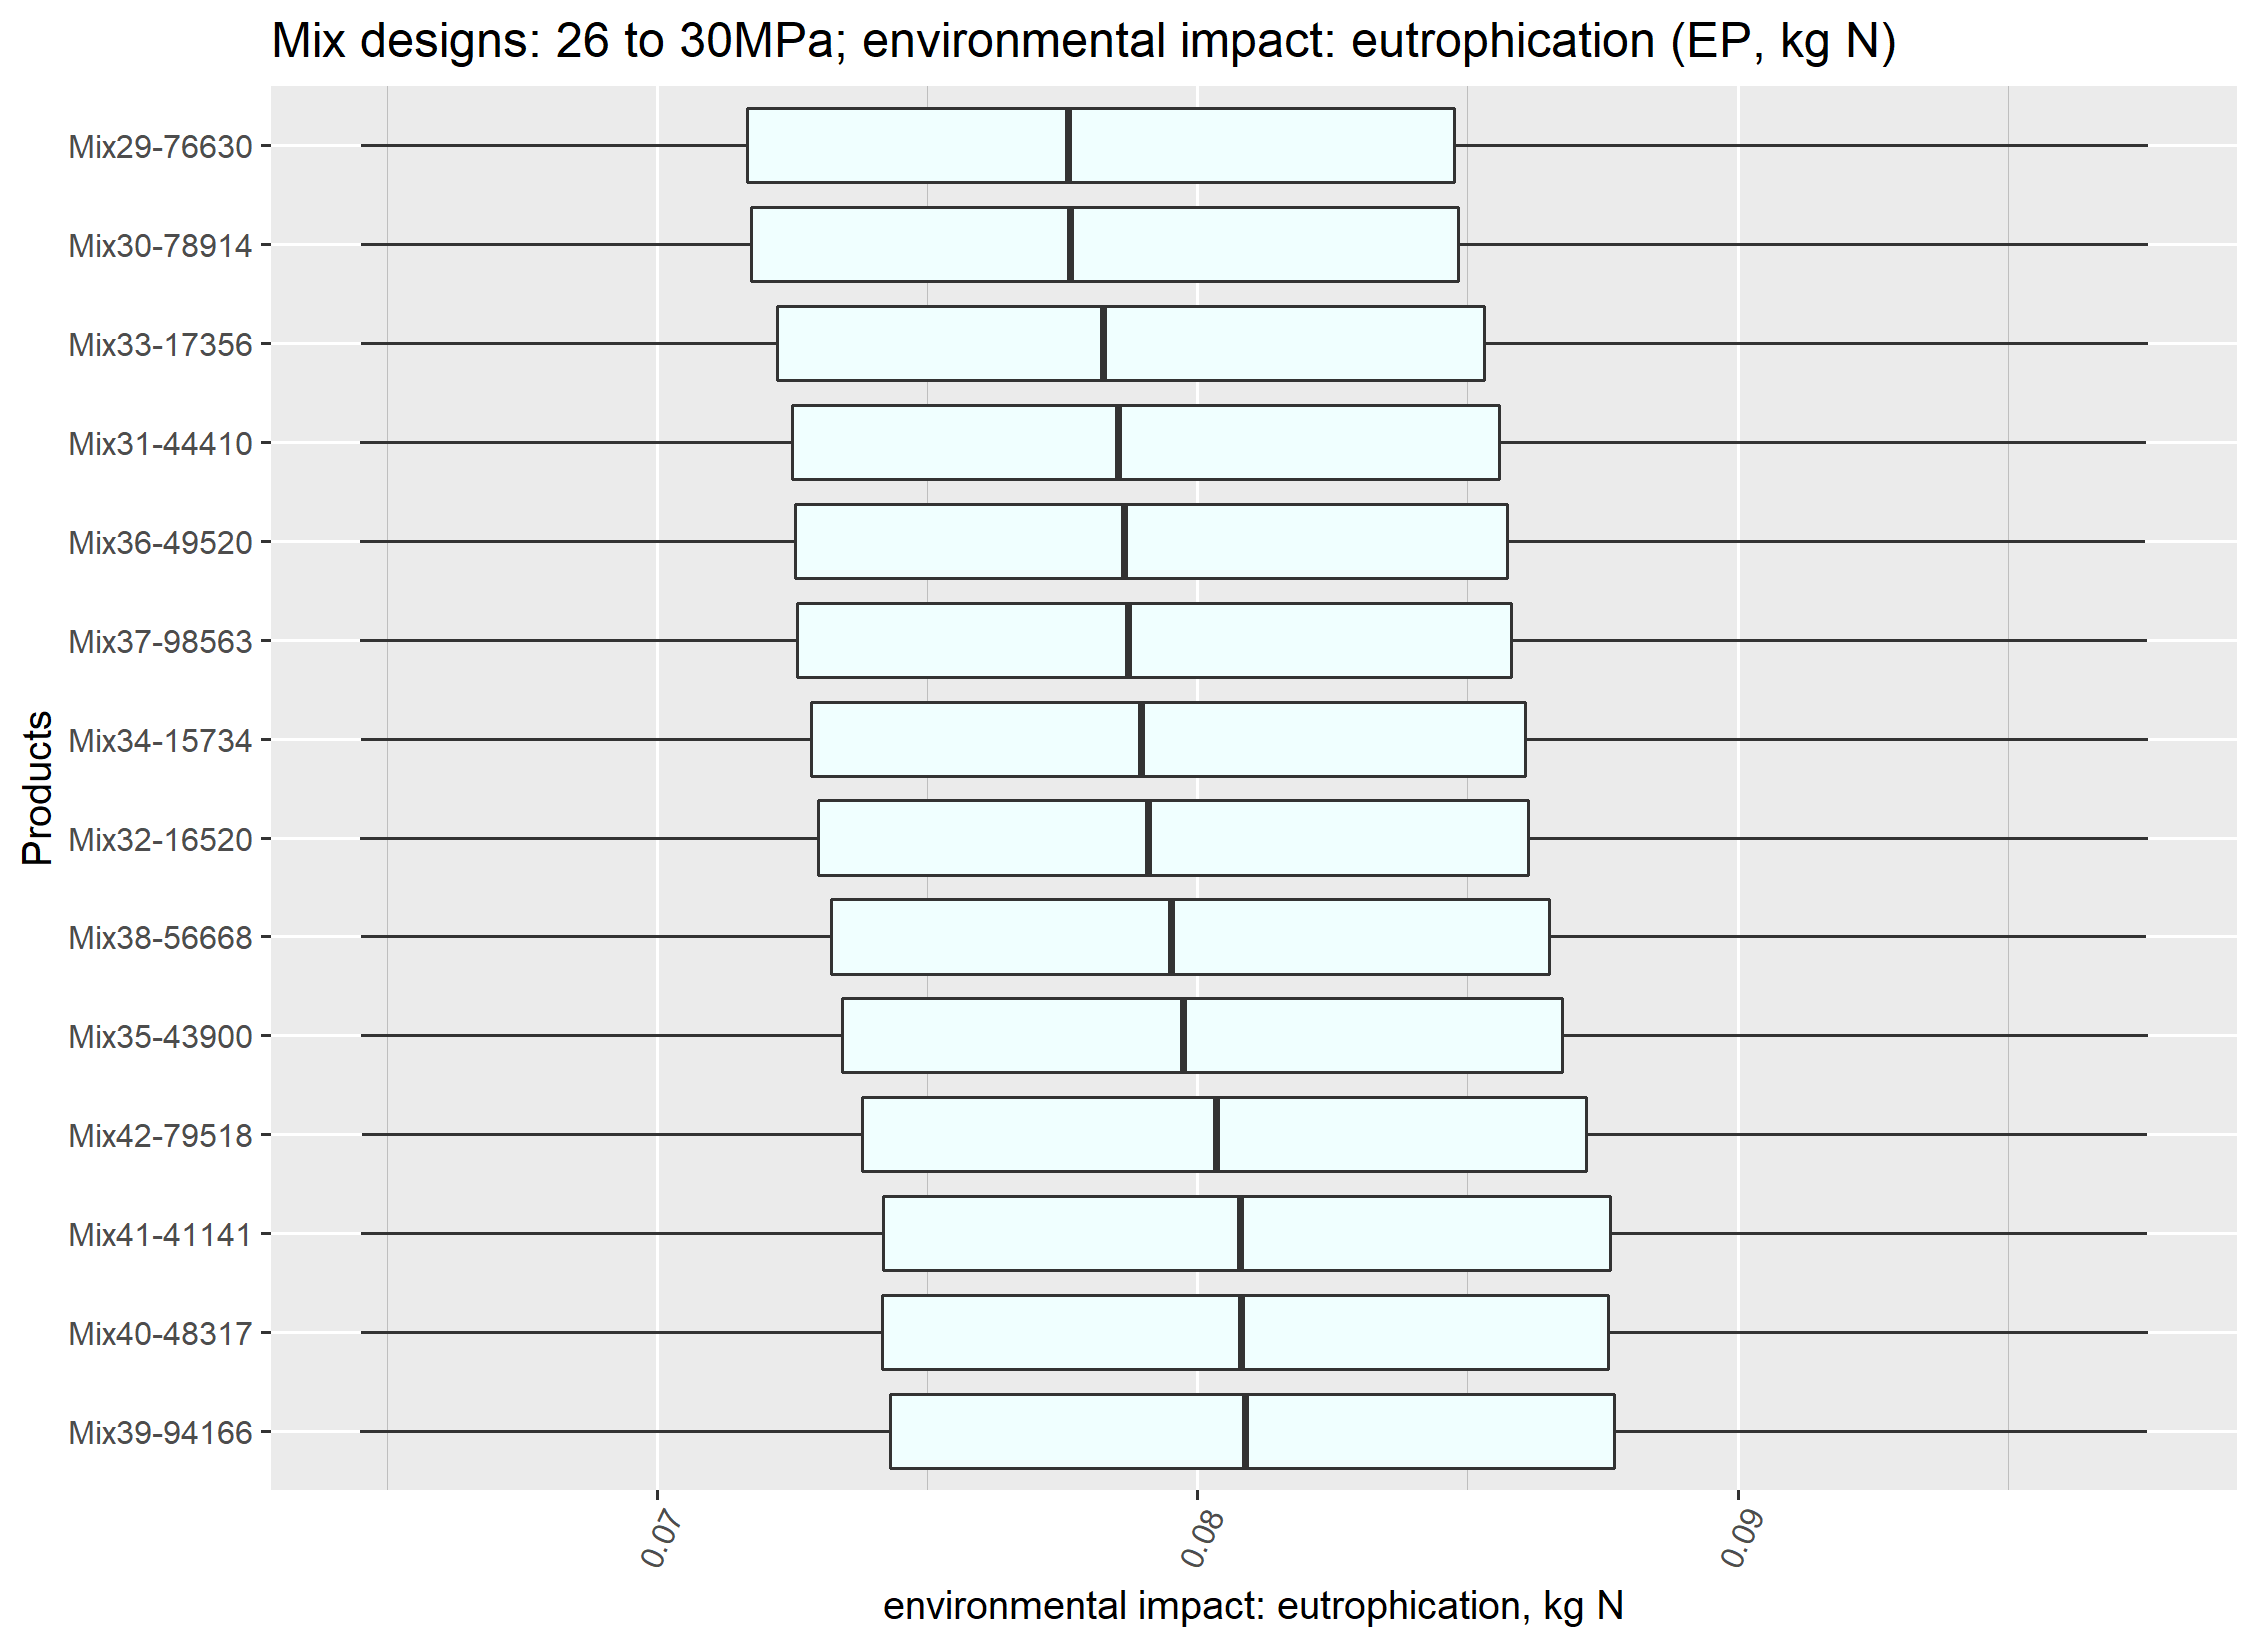 Mix designs: 26 to 30MPa; environmental impact: eutrophication (EP, kg N)
Products
Mix29-76630
Mix30-78914
Mix33-17356
Mix31-44410
Mix36-49520
Mix37-98563
Mix34-15734
Mix32-16520
Mix38-56668
Mix35-43900
Mix42-79518
Mix41-41141
Mix40-48317
Mix39-94166
0.07
0.08
0.09
environmental impact: eutrophication, kg N